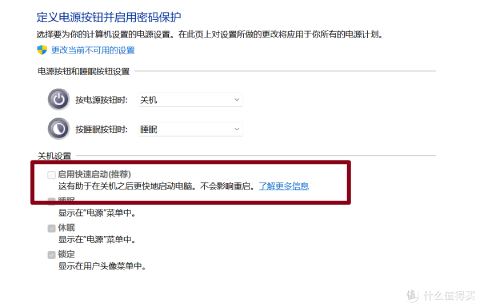 定义电源按钮并启用密码保护
选择要为你的计算机设置的电源设置。在此页上对设置所做的更改将应用于你所有的电源计划。
更改当前不可用的设置
电源按钮和睡眠按钮设置
按电源按钮时: 关机
按睡眠按钮时: 睡眠
关机设置
启用快速启动(推荐)
这有助于在关机之后更快地启动电脑。不会影响重启。了解更多信息
睡眠
显示在"电源"菜单中。
休眠
显示在"电源"菜单中。
锁定
显示在用户头像菜单中。
值 什么值得买